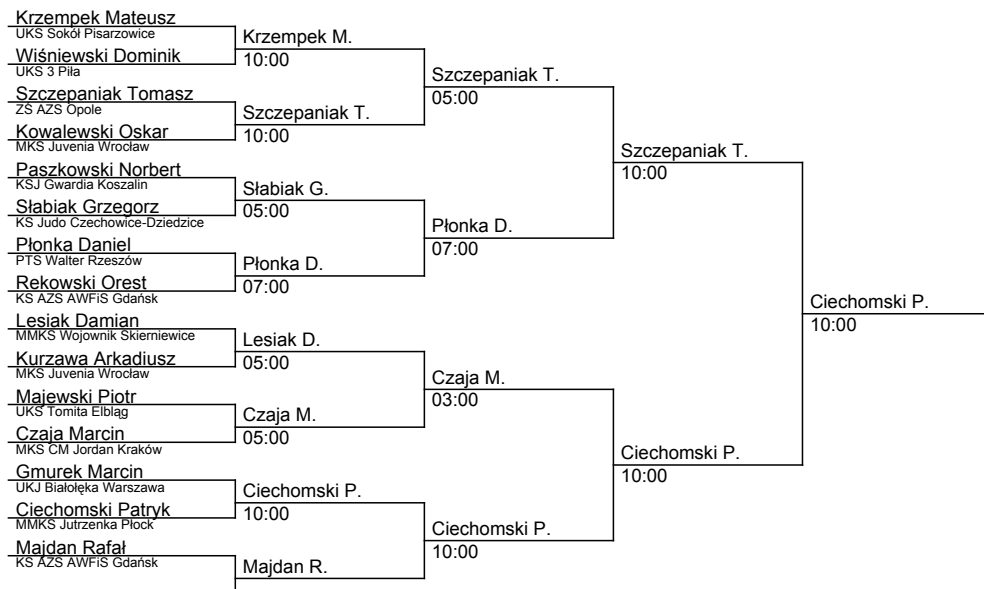 Krzempek Mateusz
UKS Sokół Pisarzowice
Wiśniewski Dominik
UKS 3 Piła
Szczepaniak Tomasz
ZŚ AZS Opole
Kowalewski Oskar
MKS Juvenia Wrocław
Paszkowski Norbert
KSJ Gwardia Koszalin
Słabiak Grzegorz
KS Judo Czechowice-Dziedzice
Płonka Daniel
PTS Walter Rzeszów
Rekowski Orest
KS AZS AWFiS Gdańsk
Lesiak Damian
MMKS Wojownik Skierniewice
Kurzawa Arkadiusz
MKS Juvenia Wrocław
Majewski Piotr
UKS Tomita Elbląg
Czaja Marcin
MKS CM Jordan Kraków
Gmurek Marcin
UKJ Białołęka Warszawa
Ciechomski Patryk
MMKS Jutrzenka Płock
Majdan Rafał
KS AZS AWFiS Gdańsk
Krzempek M.
10:00
Szczepaniak T.
10:00
Słabiak G.
05:00
Płonka D.
07:00
Lesiak D.
05:00
Czaja M.
05:00
Ciechomski P.
10:00
Majdan R.
Szczepaniak T.
05:00
Płonka D.
07:00
Czaja M.
03:00
Ciechomski P.
10:00
Szczepaniak T.
10:00
Ciechomski P.
10:00
Ciechomski P.
10:00